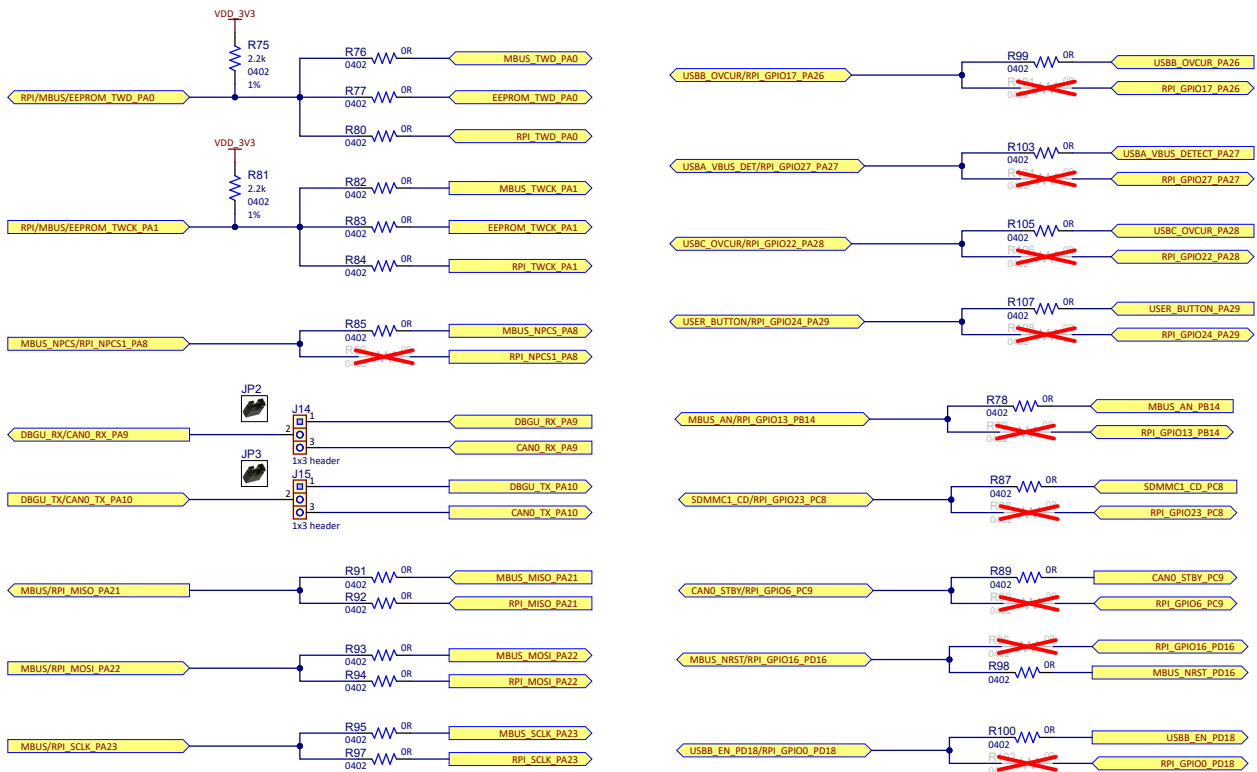 VDD_3V3
R75
2.2k
0402
1%
RPI/MBUS/EEPROM_TWD_PA0
R76 0R
0402
MBUS_TWD_PA0
R77 0R
0402
EEPROM_TWD_PA0
R80 0R
0402
RPI_TWD_PA0
VDD_3V3
R81
2.2k
0402
1%
RPI/MBUS/EEPROM_TWCK_PA1
R82 0R
0402
MBUS_TWCK_PA1
R83 0R
0402
EEPROM_TWCK_PA1
R84 0R
0402
RPI_TWCK_PA1
MBUS_NPCS/RPI_NPCS1_PA8
R85 0R
0402
MBUS_NPCS_PA8
RPI_NPCS1_PA8
JP2
J14
DBGU_RX/CAN0_RX_PA9
1
2
3
1x3 header
DBGU_RX_PA9
CAN0_RX_PA9
JP3
J15
DBGU_TX/CAN0_TX_PA10
1
2
3
1x3 header
DBGU_TX_PA10
CAN0_TX_PA10
MBUS/RPI_MISO_PA21
R91 0R
0402
MBUS_MISO_PA21
R92 0R
0402
RPI_MISO_PA21
MBUS/RPI_MOSI_PA22
R93 0R
0402
MBUS_MOSI_PA22
R94 0R
0402
RPI_MOSI_PA22
MBUS/RPI_SCLK_PA23
R95 0R
0402
MBUS_SCLK_PA23
R97 0R
0402
RPI_SCLK_PA23
USBB_OVCUR/RPI_GPIO17_PA26
R99 0R
0402
USBB_OVCUR_PA26
RPI_GPIO17_PA26
USBA_VBUS_DET/RPI_GPIO27_PA27
R103 0R
0402
USBA_VBUS_DETECT_PA27
RPI_GPIO27_PA27
USBC_OVCUR/RPI_GPIO22_PA28
R105 0R
0402
USBC_OVCUR_PA28
RPI_GPIO22_PA28
USER_BUTTON/RPI_GPIO24_PA29
R107 0R
0402
USER_BUTTON_PA29
RPI_GPIO24_PA29
MBUS_AN/RPI_GPIO13_PB14
R78 0R
0402
MBUS_AN_PB14
RPI_GPIO13_PB14
SDMMC1_CD/RPI_GPIO23_PC8
R87 0R
0402
SDMMC1_CD_PC8
RPI_GPIO23_PC8
CAN0_STBY/RPI_GPIO6_PC9
R89 0R
0402
CAN0_STBY_PC9
RPI_GPIO6_PC9
MBUS_NRST/RPI_GPIO16_PD16
RPI_GPIO16_PD16
R98 0R
0402
MBUS_NRST_PD16
USBB_EN_PD18/RPI_GPIO0_PD18
R100 0R
0402
USBB_EN_PD18
RPI_GPIO0_PD18